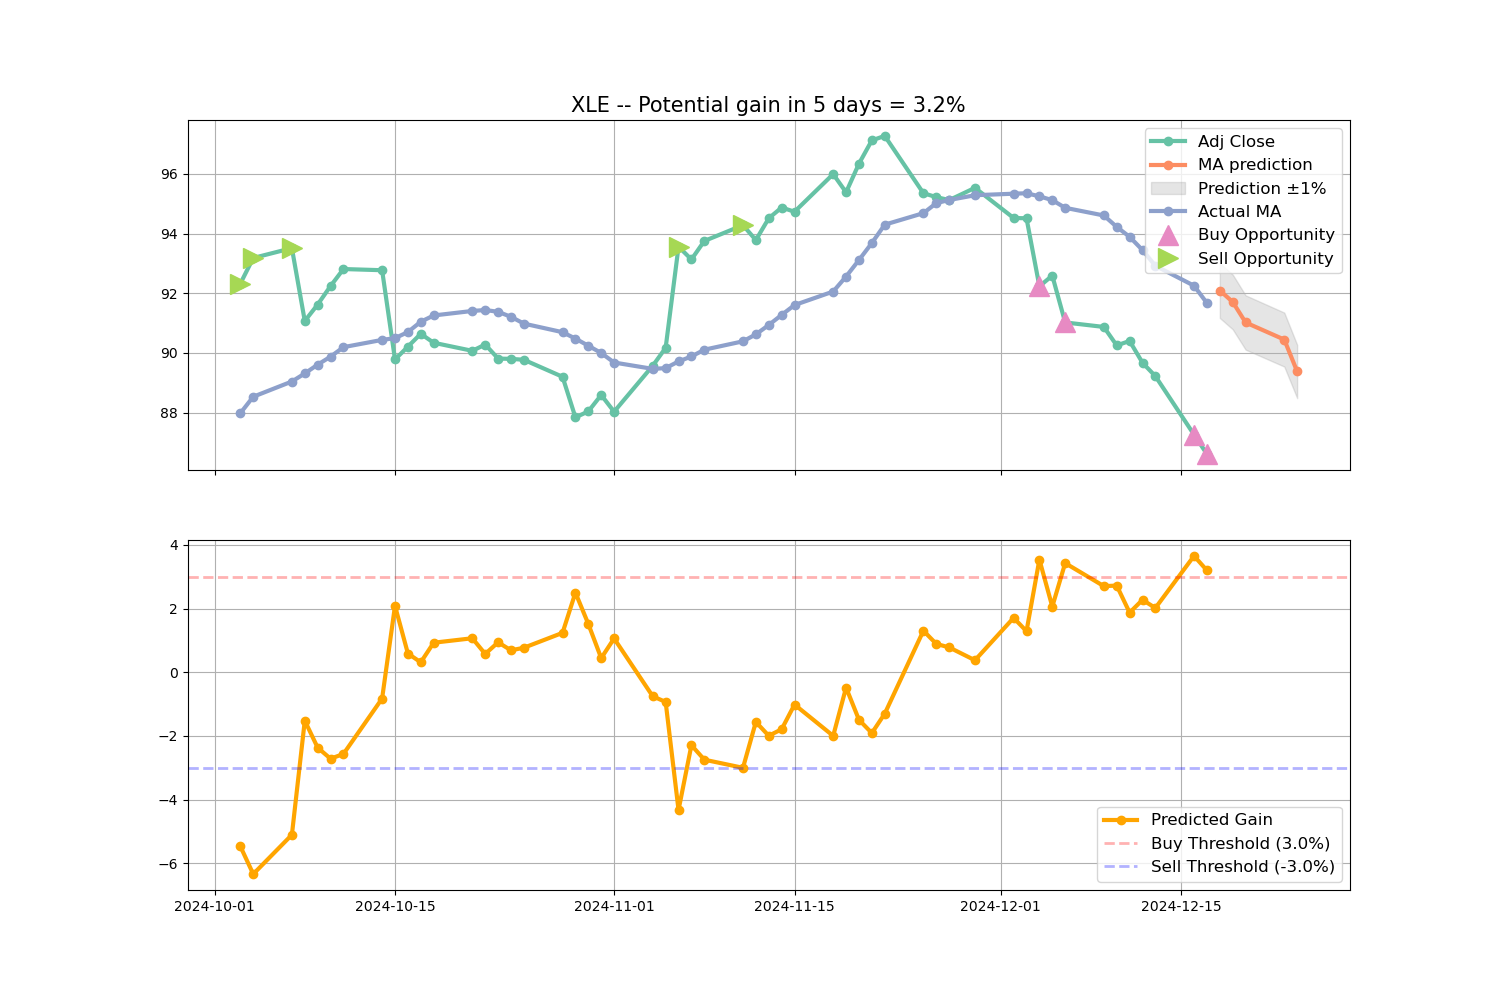 XLE -- Potential gain in 5 days = 3.2%
96
94
92
90
88
Adj Close
MA prediction
Prediction ±1%
Actual MA
Buy Opportunity
Sell Opportunity
4
2
0
−2
−4
−6
Predicted Gain
Buy Threshold (3.0%)
Sell Threshold (-3.0%)
2024-10-01
2024-10-15
2024-11-01
2024-11-15
2024-12-01
2024-12-15